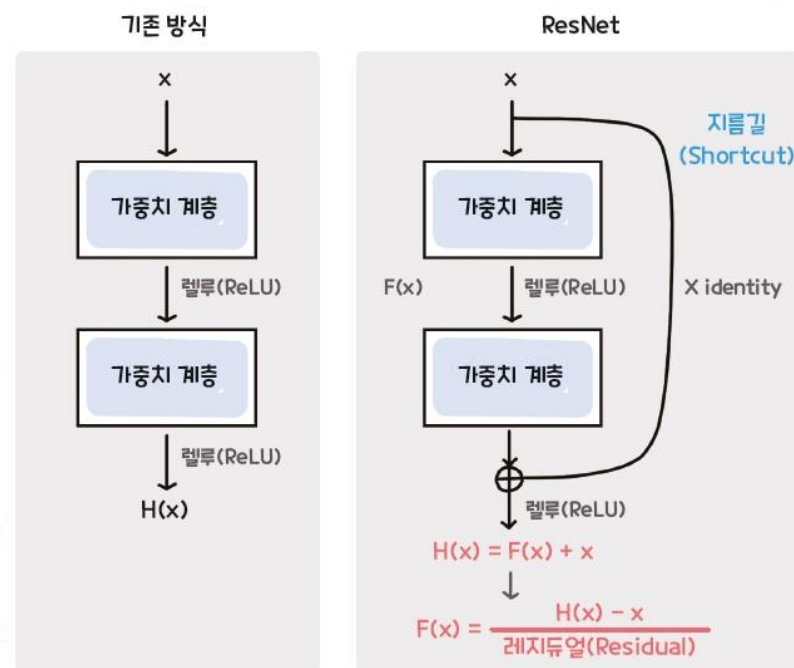 기존 방식
x
가중치 계층
렐루(ReLU)
가중치 계층
렐루(ReLU)
H(x)
ResNet
x
지름길
(Shortcut)
가중치 계층
F(x)
렐루(ReLU)
X identity
가중치 계층
렐루(ReLU)
H(x) = F(x) + x
F(x) = H(x) - x
레지듀얼(Residual)